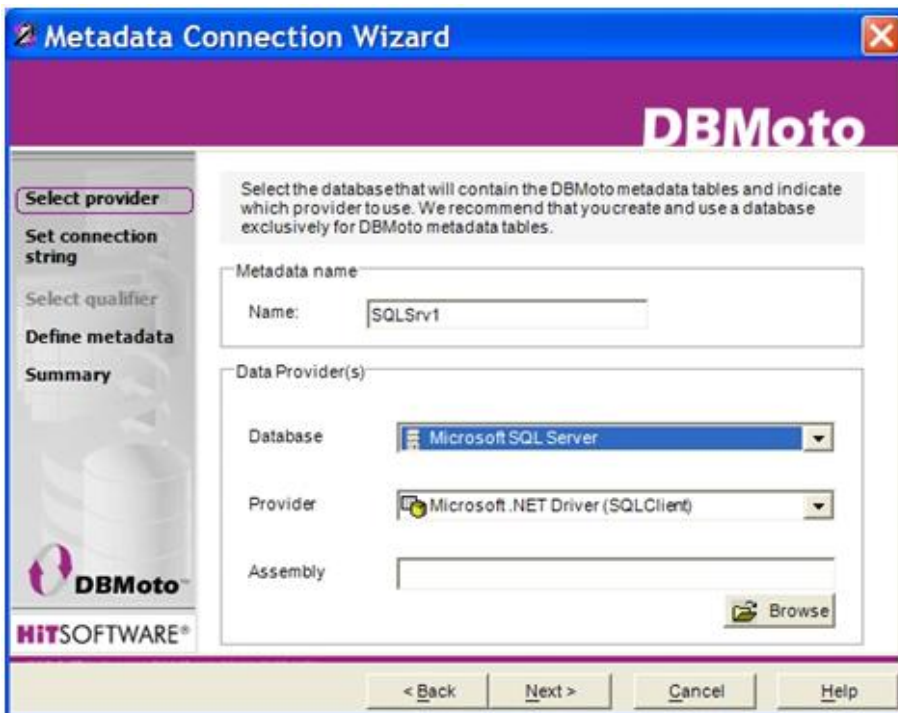 Metadata Connection Wizard
DBMoto
Select provider
Set connection
string
Select qualifier
Define metadata
Summary
DBMoto
HiTSOFTWARE®
Select the database that will contain the DBMoto metadata tables and indicate
which provider to use. We recommend that you create and use a database
exclusively for DBMoto metadata tables.
Metadata name
Name: SQLSrv1
Data Provider(s)
Database Microsoft SQL Server
Provider Microsoft .NET Driver (SQLClient)
Assembly
Browse
< Back Next > Cancel Help